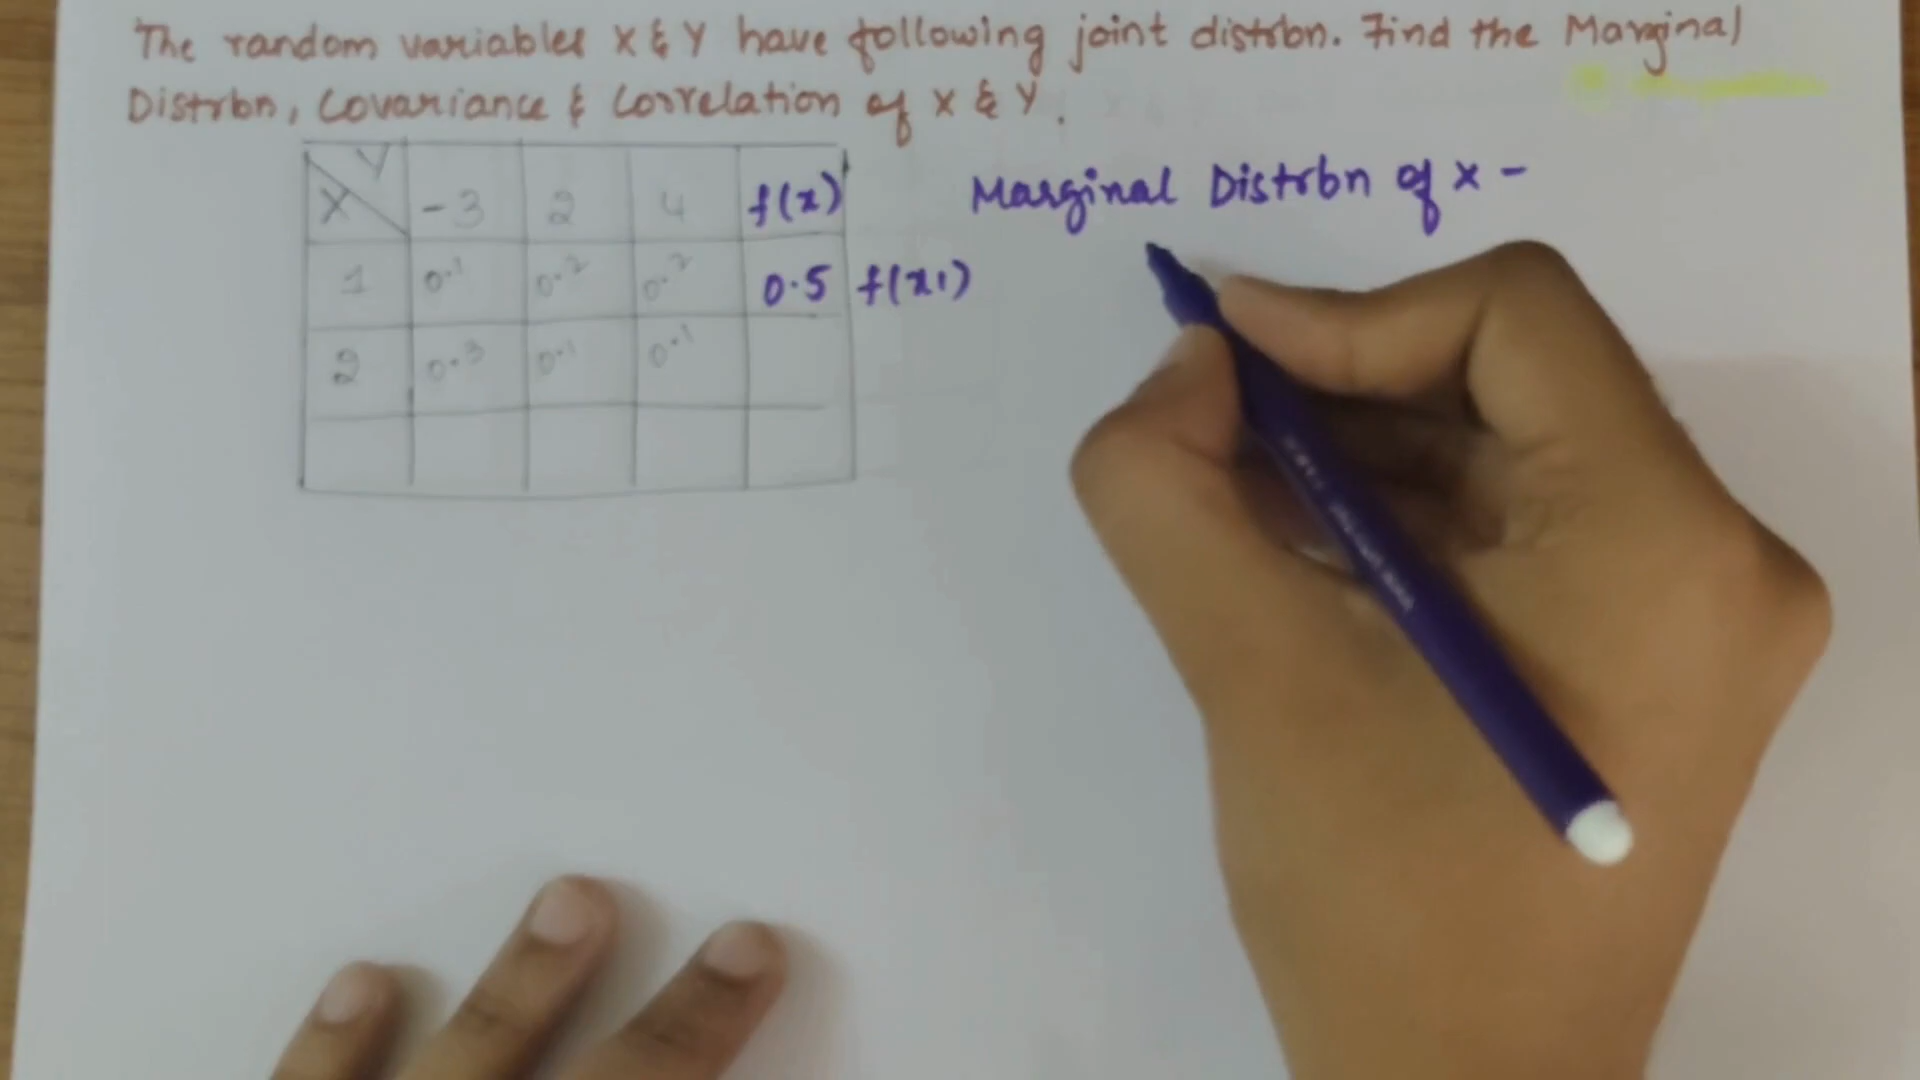 The random variables X & Y have following joint distrbn. Find the Marginal
Distrbn, Covariance & Correlation of X & Y.
Y
X -3 2 4 f(x)
1 0.1 0.2 0.2 0.5 f(x1)
2 0.3 0.1 0.1
Marginal Distrbn of x -